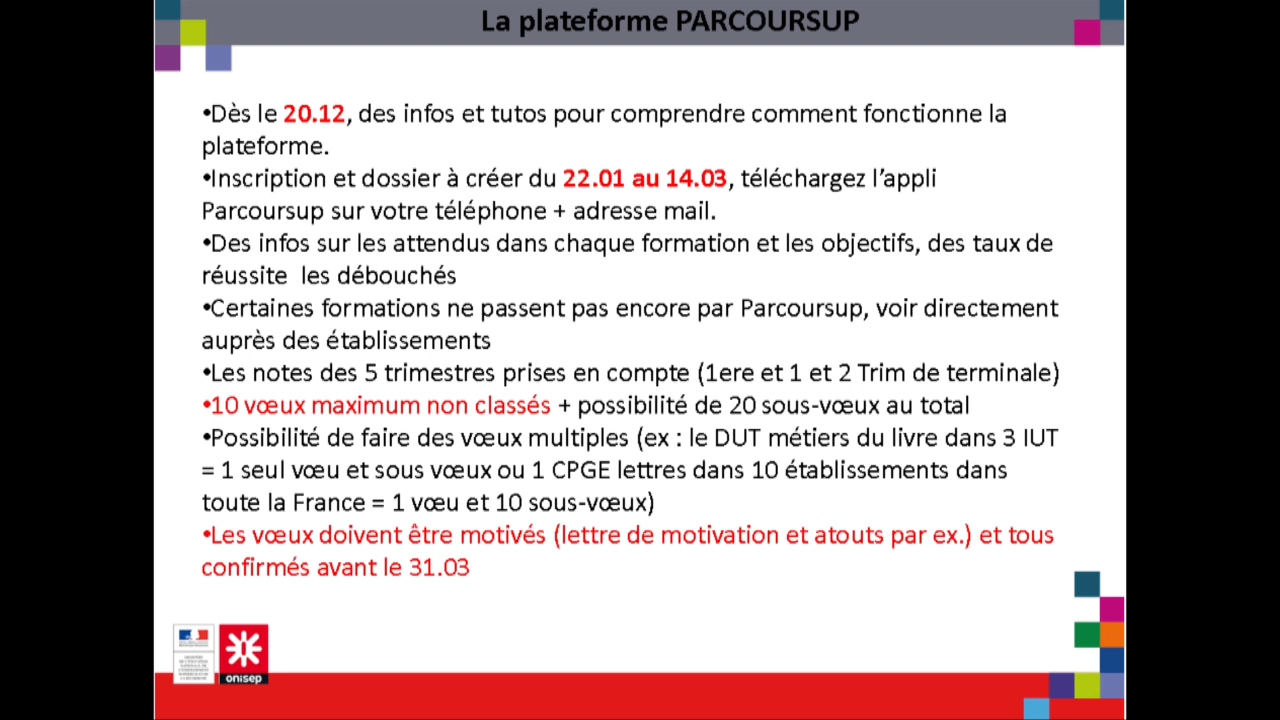 La plateforme PARCOURSUP
•Dès le 20.12, des infos et tutos pour comprendre comment fonctionne la
plateforme.
•Inscription et dossier à créer du 22.01 au 14.03, téléchargez l’appli
Parcoursup sur votre téléphone + adresse mail.
•Des infos sur les attendus dans chaque formation et les objectifs, des taux de
réussite  les débouchés
•Certaines formations ne passent pas encore par Parcoursup, voir directement
auprès des établissements
•Les notes des 5 trimestres prises en compte (1ere et 1 et 2 Trim de terminale)
•10 vœux maximum non classés + possibilité de 20 sous-vœux au total
•Possibilité de faire des vœux multiples (ex : le DUT métiers du livre dans 3 IUT
= 1 seul vœu et sous vœux ou 1 CPGE lettres dans 10 établissements dans
toute la France = 1 vœu et 10 sous-vœux)
•Les vœux doivent être motivés (lettre de motivation et atouts par ex.) et tous
confirmés avant le 31.03
onisep